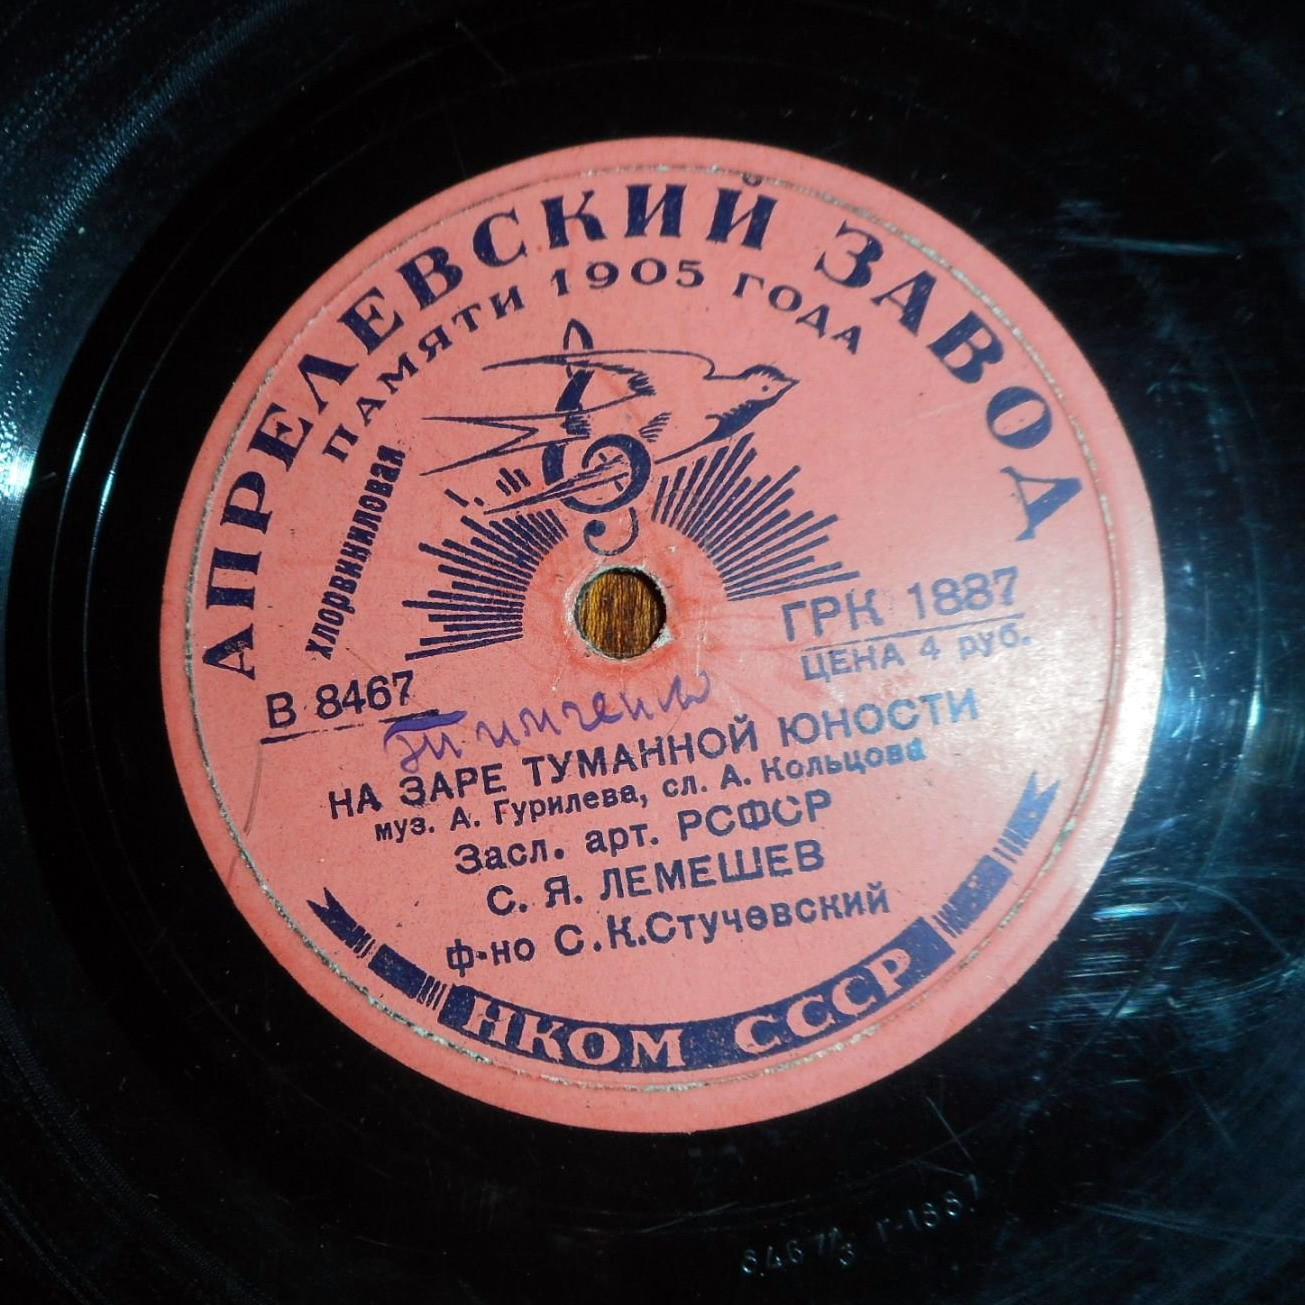 АПРЕЛЕВСКИЙ ЗАВОД
ПАМЯТИ 1905 ГОДА
Хлорвиниловая
ГРК 1887
ЦЕНА 4 руб.
В 8467
Тимченко
НА ЗАРЕ ТУМАННОЙ ЮНОСТИ
муз. А. Гурилева, сл. А. Кольцова
Засл. арт. РСФСР
С. Я. ЛЕМЕШЕВ
ф-но С.К.Стучевский
НКОМ СССР